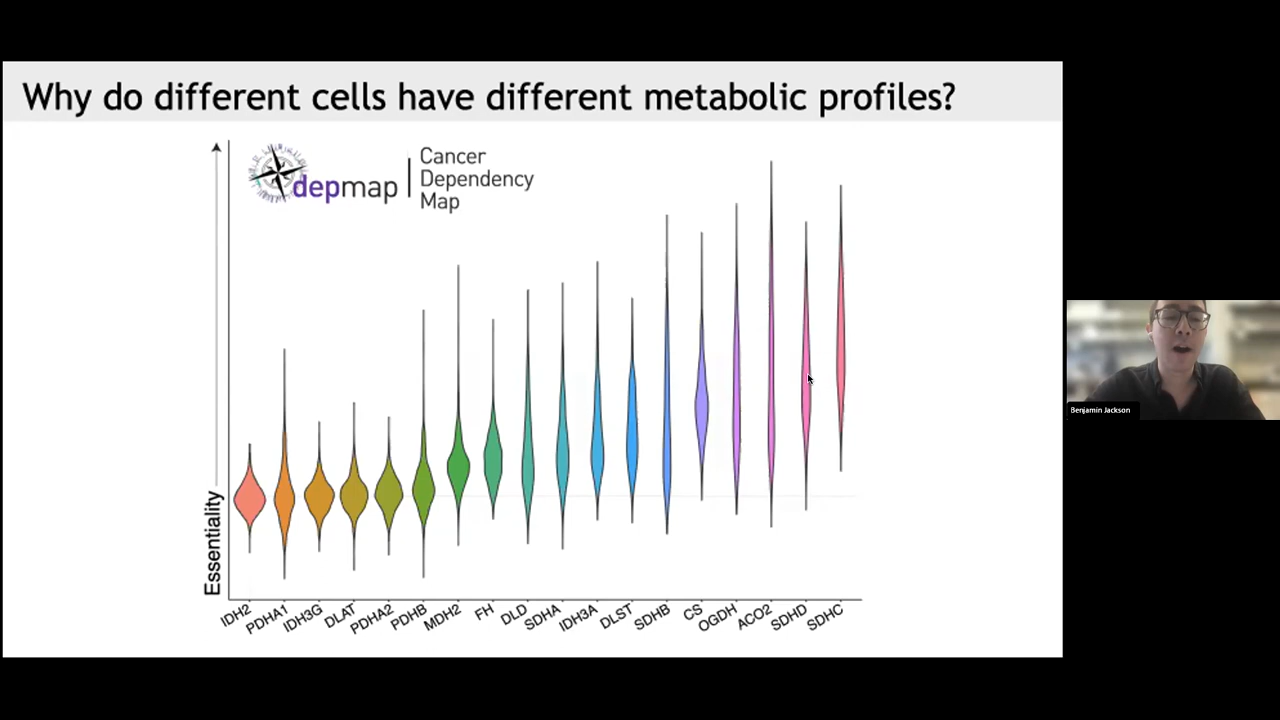 Why do different cells have different metabolic profiles?
depmap
Cancer
Dependency
Map
Essentiality
IDH2
PDHA1
IDH3G
DLAT
PDHA2
PDHB
MDH2
FH
DLD
SDHA
IDH3A
DLST
SDHB
CS
OGDH
ACO2
SDHD
SDHC
Benjamin Jackson